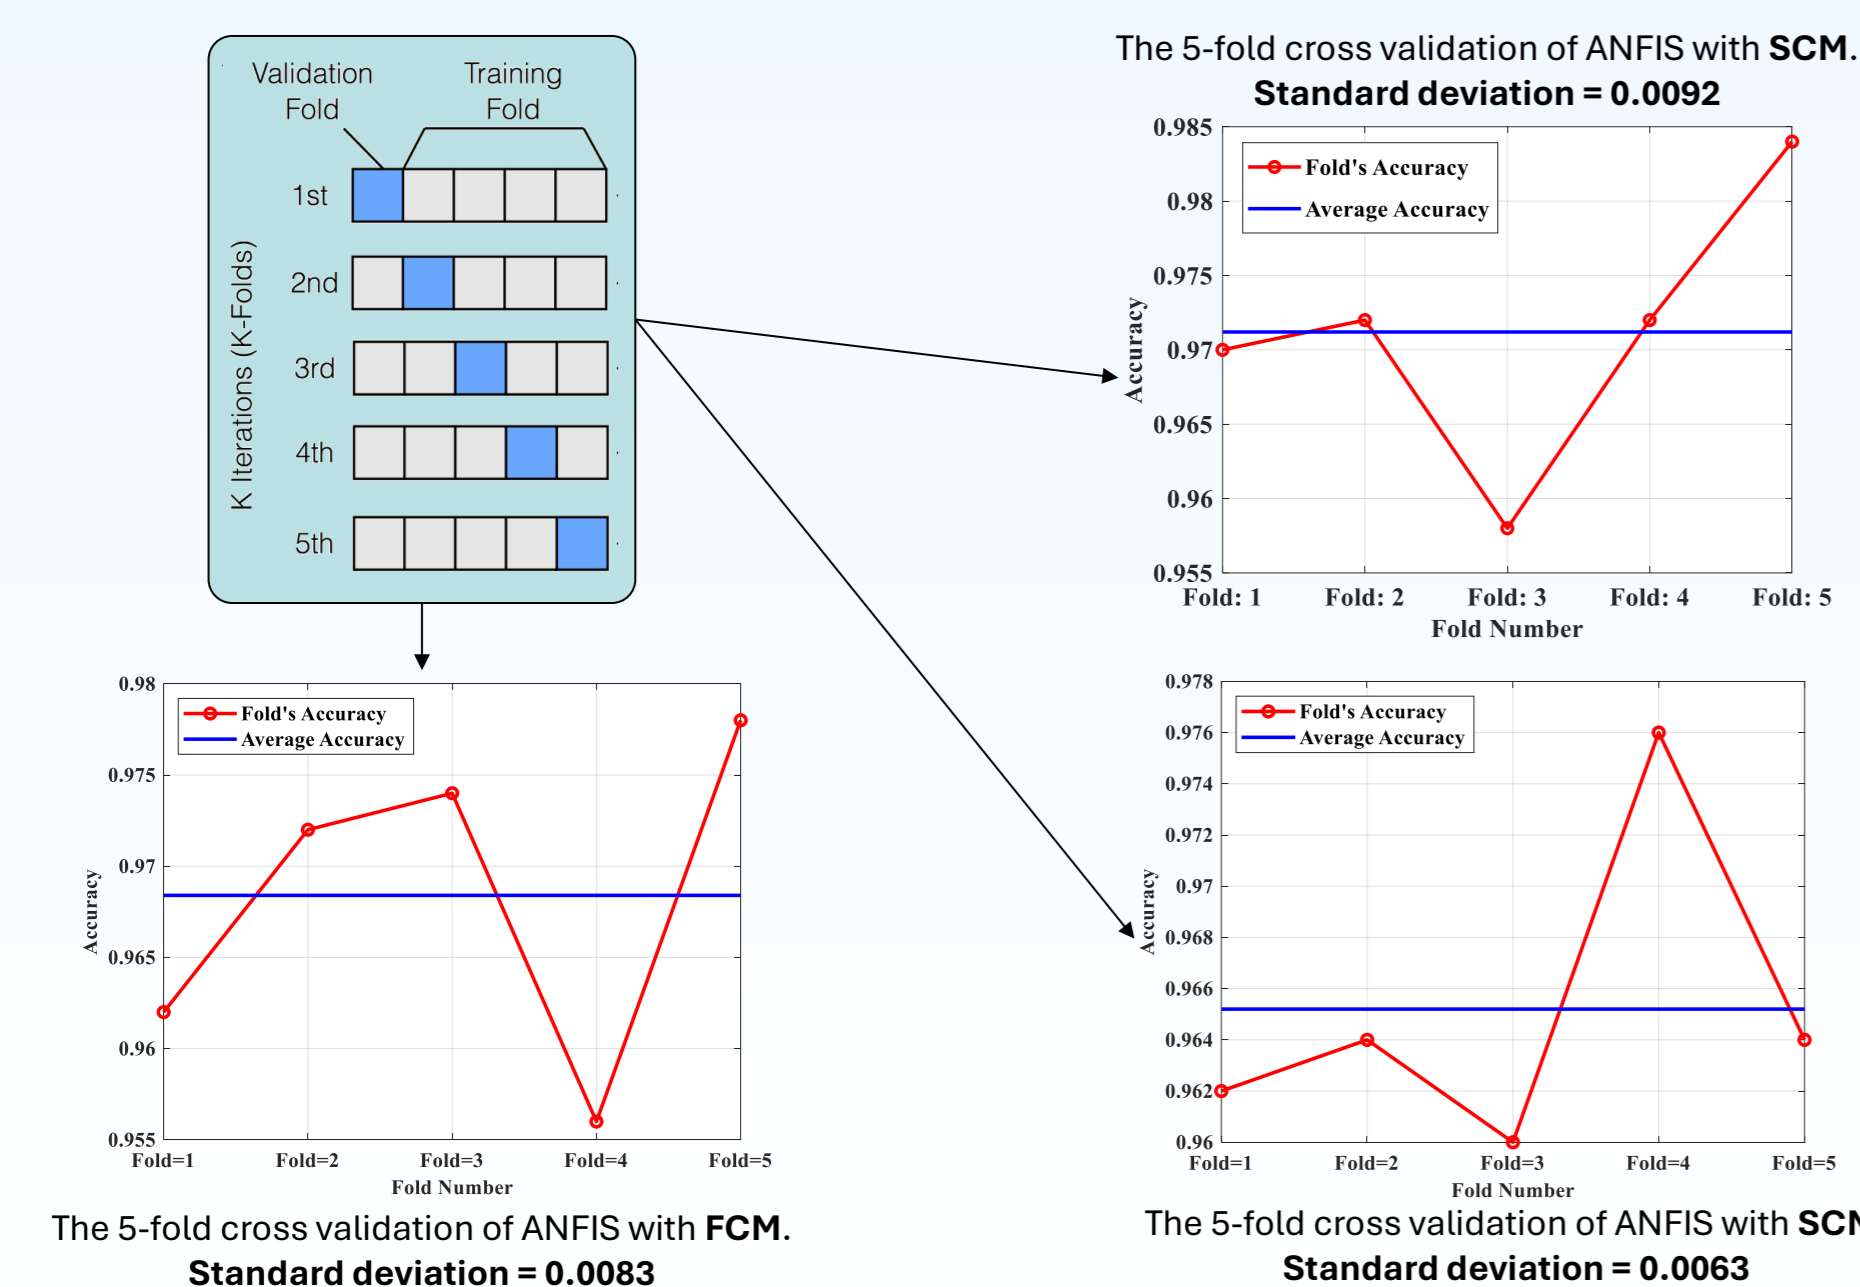 Validation
Fold
Training
Fold
K Iterations (K-Folds)
1st
2nd
3rd
4th
5th
The 5-fold cross validation of ANFIS with SCM.
Standard deviation = 0.0092
0.985
0.98
0.975
0.97
0.965
0.96
0.955
Accuracy
Fold's Accuracy
Average Accuracy
Fold: 1 Fold: 2 Fold: 3 Fold: 4 Fold: 5
Fold Number
0.98
0.975
0.97
0.965
0.96
0.955
Accuracy
Fold's Accuracy
Average Accuracy
Fold=1 Fold=2 Fold=3 Fold=4 Fold=5
Fold Number
The 5-fold cross validation of ANFIS with FCM.
Standard deviation = 0.0083
0.978
0.976
0.974
0.972
0.97
0.968
0.966
0.964
0.962
0.96
Accuracy
Fold's Accuracy
Average Accuracy
Fold=1 Fold=2 Fold=3 Fold=4 Fold=5
Fold Number
The 5-fold cross validation of ANFIS with
Standard deviation = 0.0063